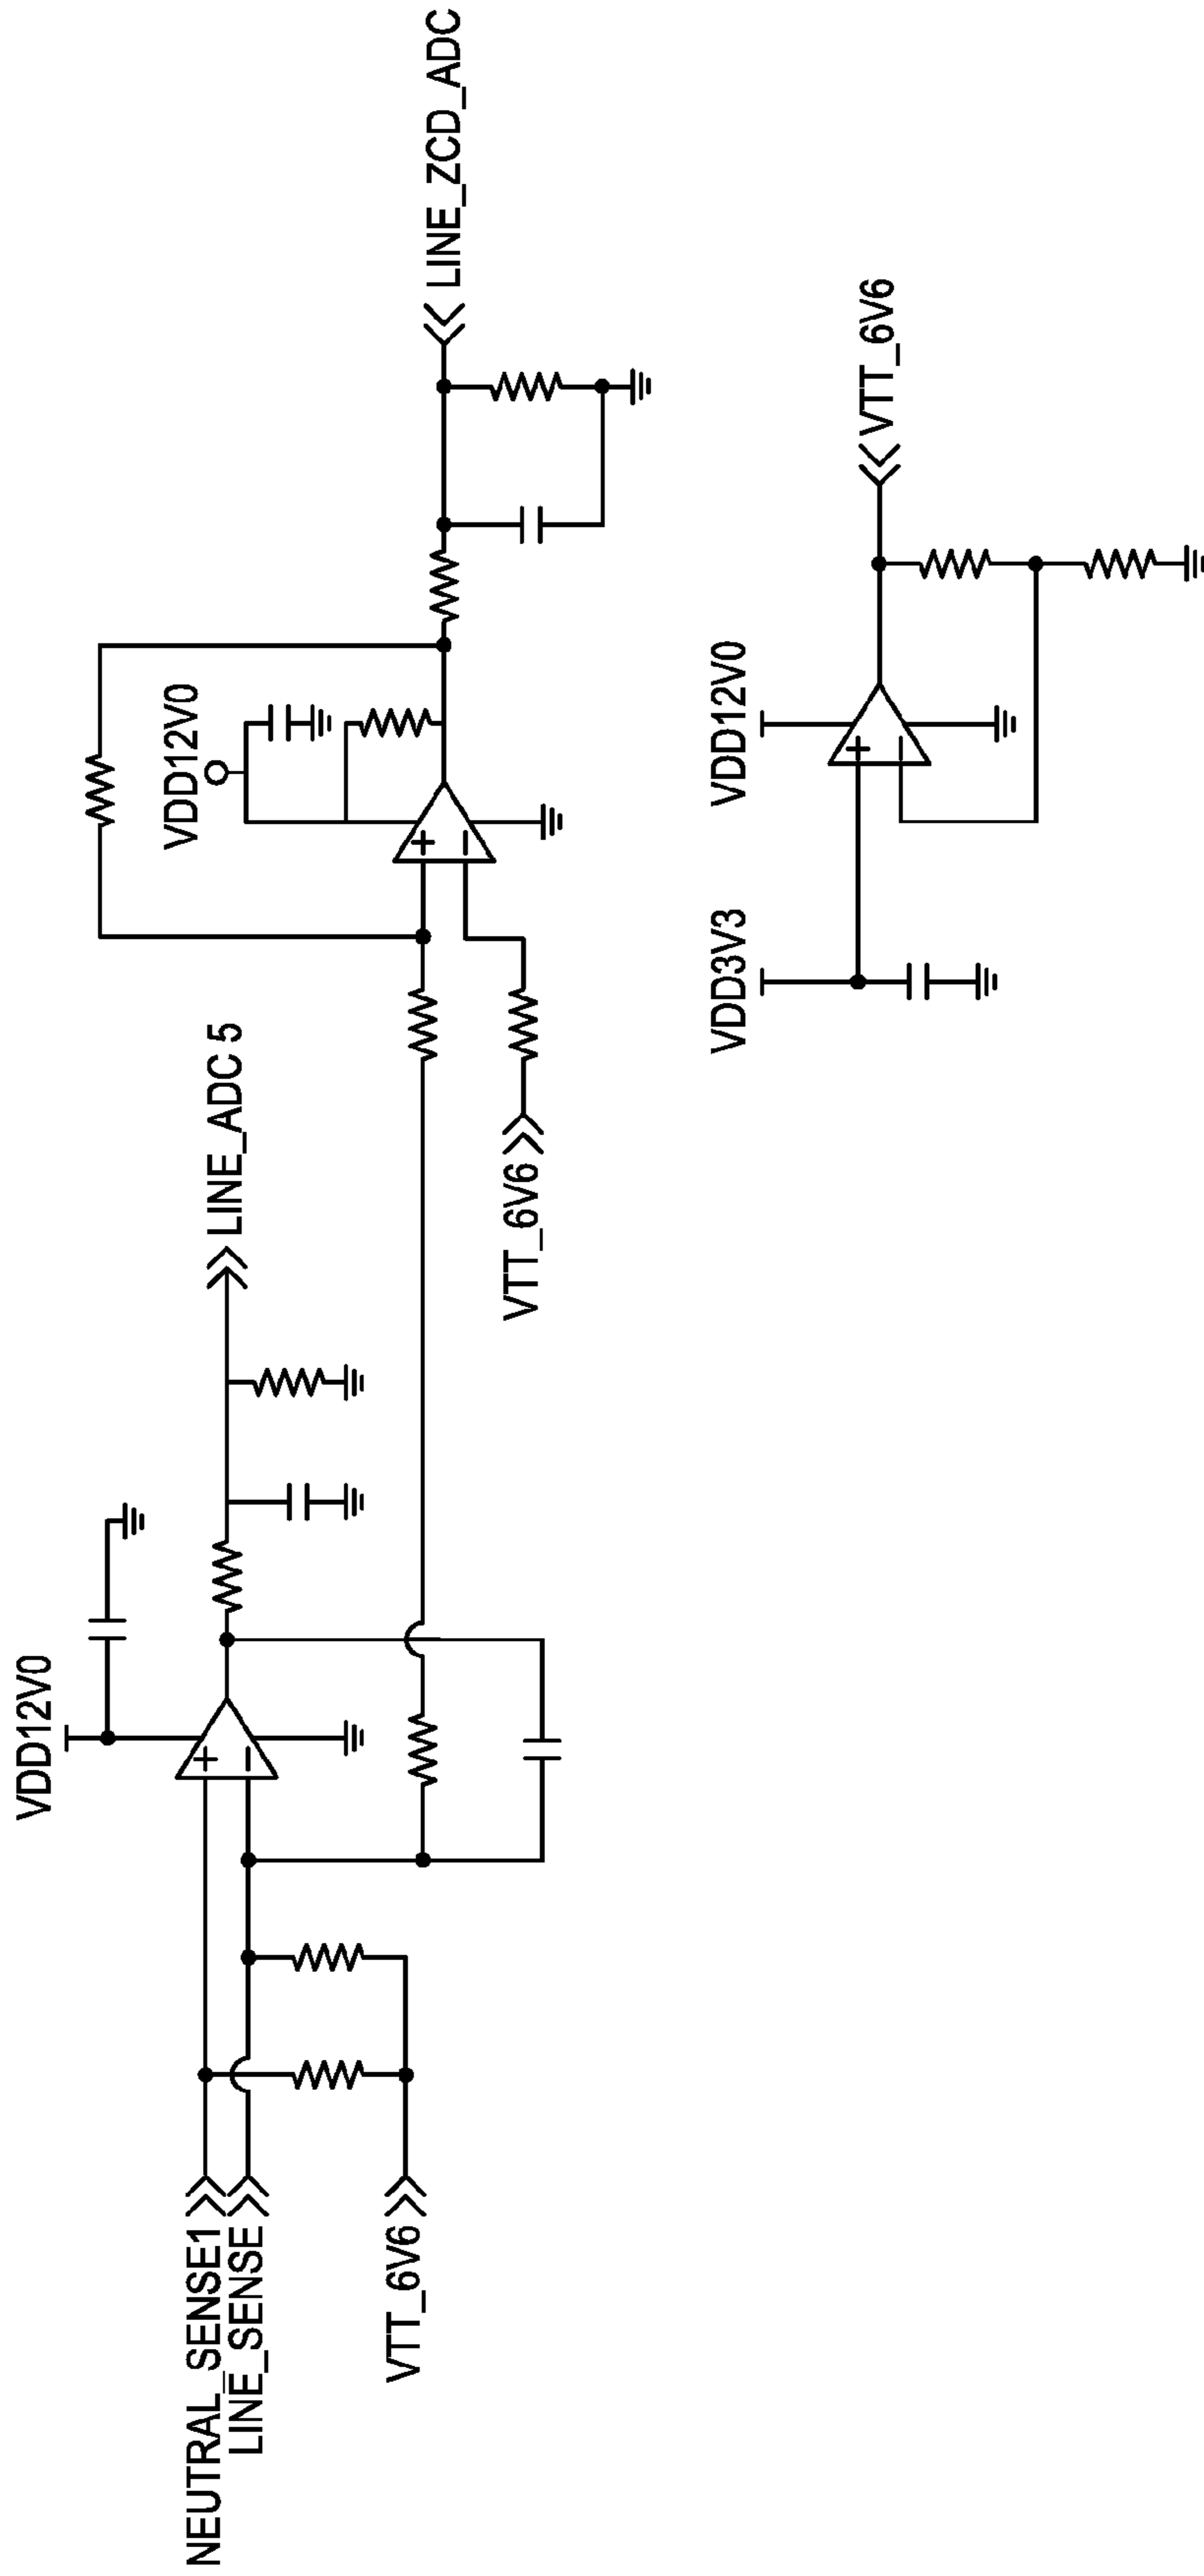 NEUTRAL_SENSE1
LINE_SENSE
VTT_6V6
VDD12V0
+
−
LINE_ADC 5
VTT_6V6
VDD12V0
+
−
LINE_ZCD_ADC
VDD3V3
VDD12V0
+
−
VTT_6V6